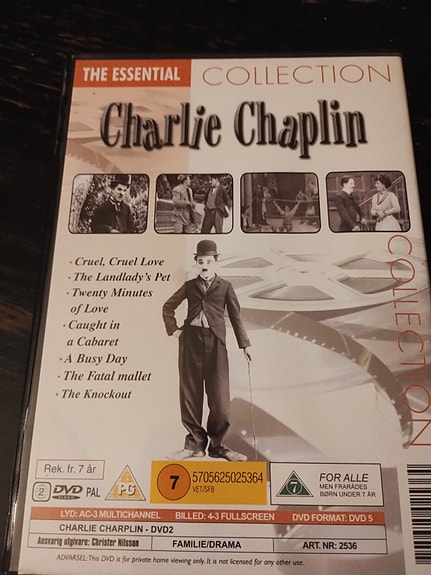 THE ESSENTIAL COLLECTION
Charlie Chaplin
COLLECTION
· Cruel, Cruel Love
· The Landlady's Pet
· Twenty Minutes
of Love
· Caught in
a Cabaret
· A Busy Day
· The Fatal mallet
· The Knockout
Rek. fr. 7 år
2 DVD VIDEO PAL
PG
7 5705625025364
VET/SFB
7 FOR ALLE
MEN FRARÅDES
BØRN UNDER 7 ÅR
LYD: AC-3 MULTICHANNEL BILLED: 4-3 FULLSCREEN DVD FORMAT: DVD 5
CHARLIE CHARPLIN - DVD2
Ansvarig utgivare: Christer Nilsson FAMILIE/DRAMA ART. NR: 2536
ADVARSEL: This DVD is for private home viewing only. It is not licensed for any other use.